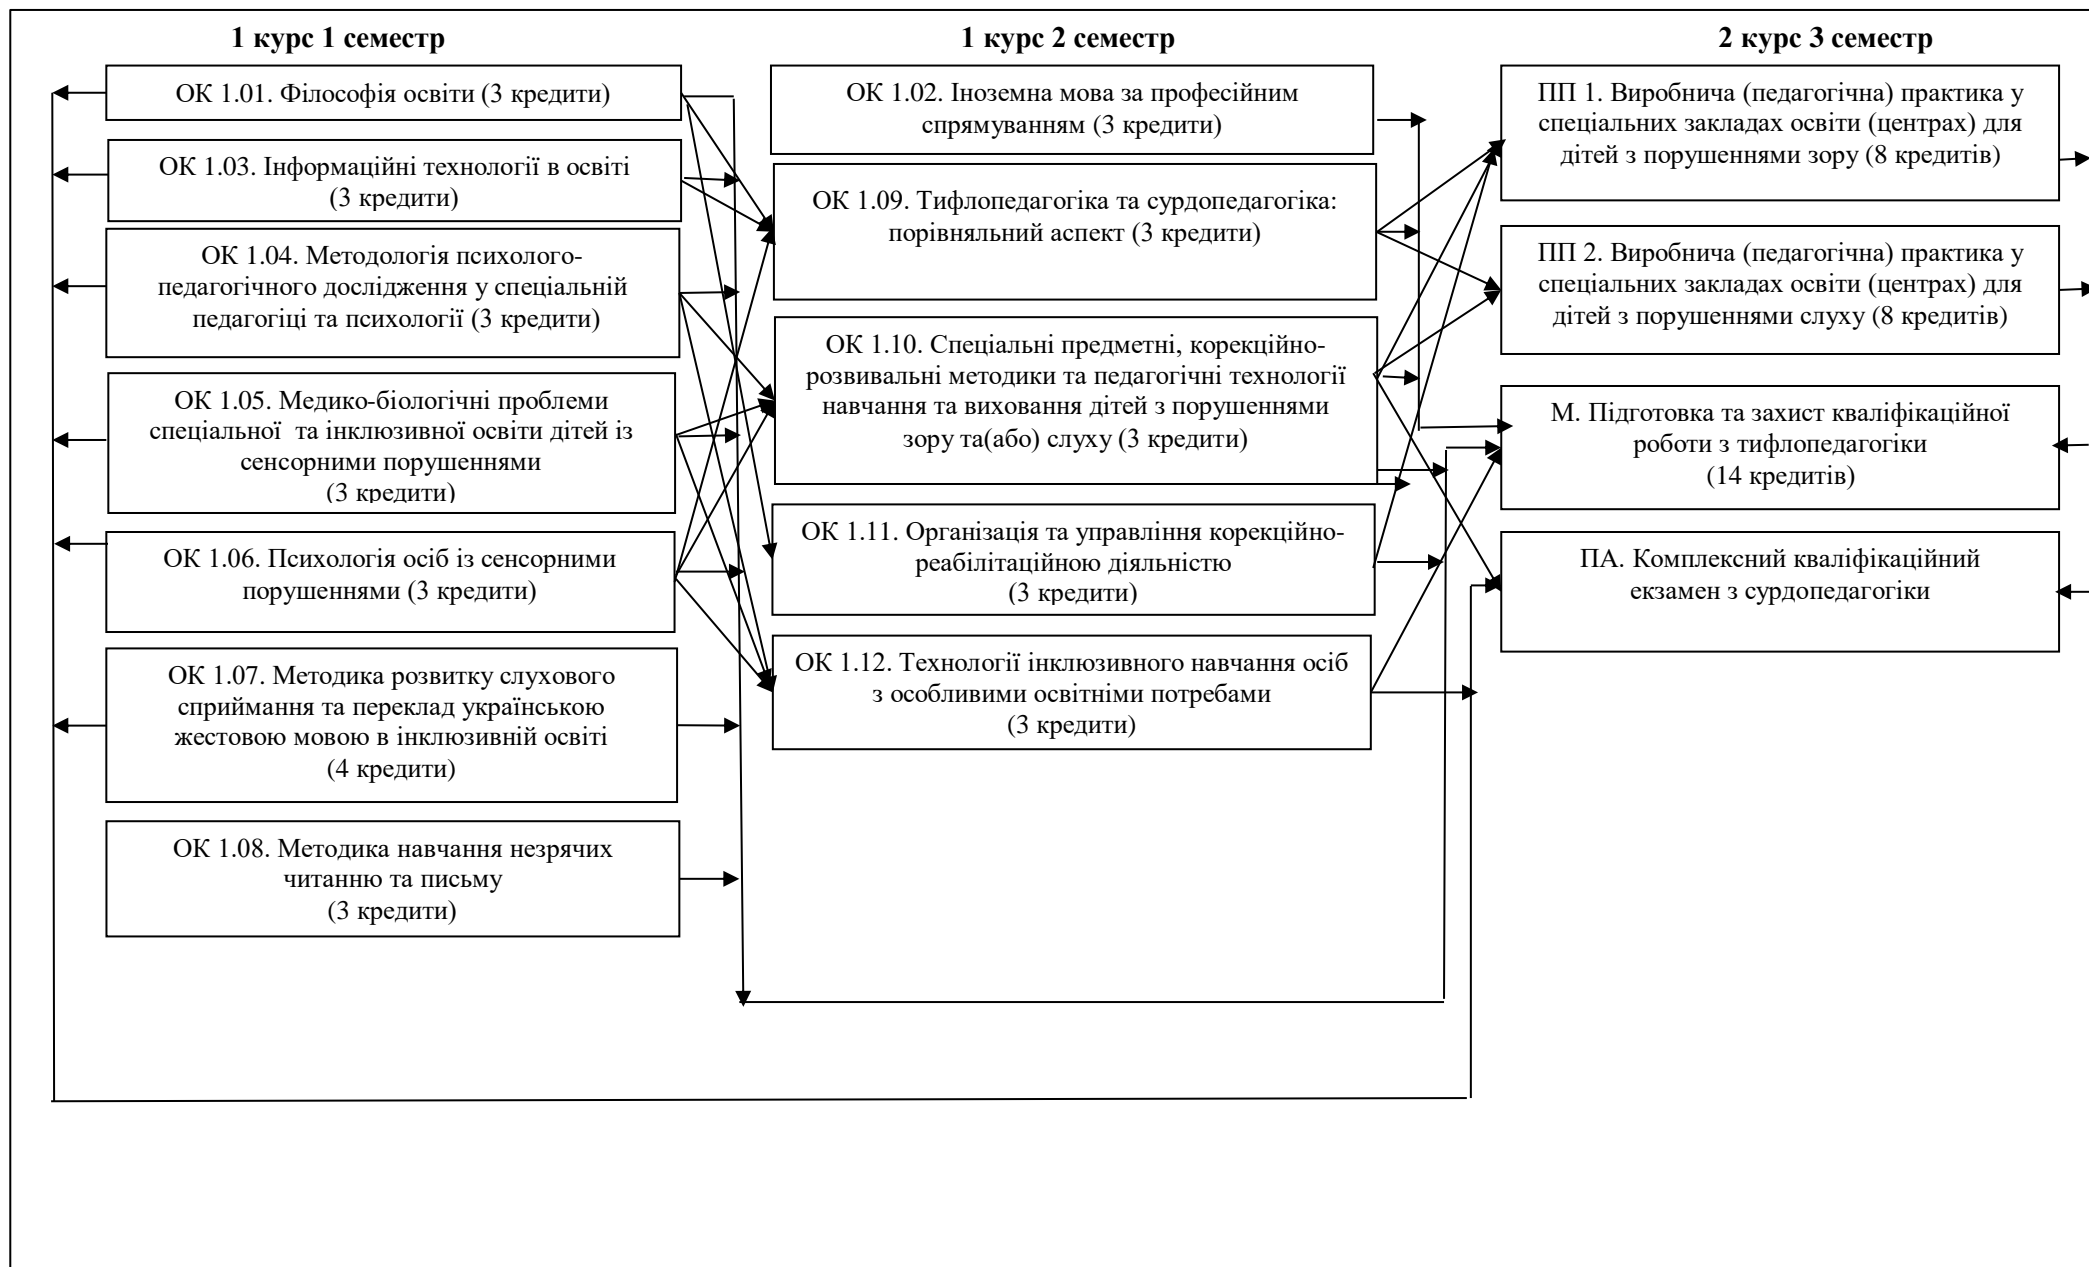 1 курс 1 семестр
ОК 1.01. Філософія освіти (3 кредити)
ОК 1.03. Інформаційні технології в освіті
(3 кредити)
ОК 1.04. Методологія психолого-
педагогічного дослідження у спеціальній
педагогіці та психології (3 кредити)
ОК 1.05. Медико-біологічні проблеми
спеціальної та інклюзивної освіти дітей із
сенсорними порушеннями
(3 кредити)
ОК 1.06. Психологія осіб із сенсорними
порушеннями (3 кредити)
ОК 1.07. Методика розвитку слухового
сприймання та переклад українською
жестовою мовою в інклюзивній освіті
(4 кредити)
ОК 1.08. Методика навчання незрячих
читанню та письму
(3 кредити)
1 курс 2 семестр
ОК 1.02. Іноземна мова за професійним
спрямуванням (3 кредити)
ОК 1.09. Тифлопедагогіка та сурдопедагогіка:
порівняльний аспект (3 кредити)
ОК 1.10. Спеціальні предметні, корекційно-
розвивальні методики та педагогічні технології
навчання та виховання дітей з порушеннями
зору та(або) слуху (3 кредити)
ОК 1.11. Організація та управління корекційно-
реабілітаційною діяльністю
(3 кредити)
ОК 1.12. Технології інклюзивного навчання осіб
з особливими освітніми потребами
(3 кредити)
2 курс 3 семестр
ПП 1. Виробнича (педагогічна) практика у
спеціальних закладах освіти (центрах) для
дітей з порушеннями зору (8 кредитів)
ПП 2. Виробнича (педагогічна) практика у
спеціальних закладах освіти (центрах) для
дітей з порушеннями слуху (8 кредитів)
М. Підготовка та захист кваліфікаційної
роботи з тифлопедагогіки
(14 кредитів)
ПА. Комплексний кваліфікаційний
екзамен з сурдопедагогіки